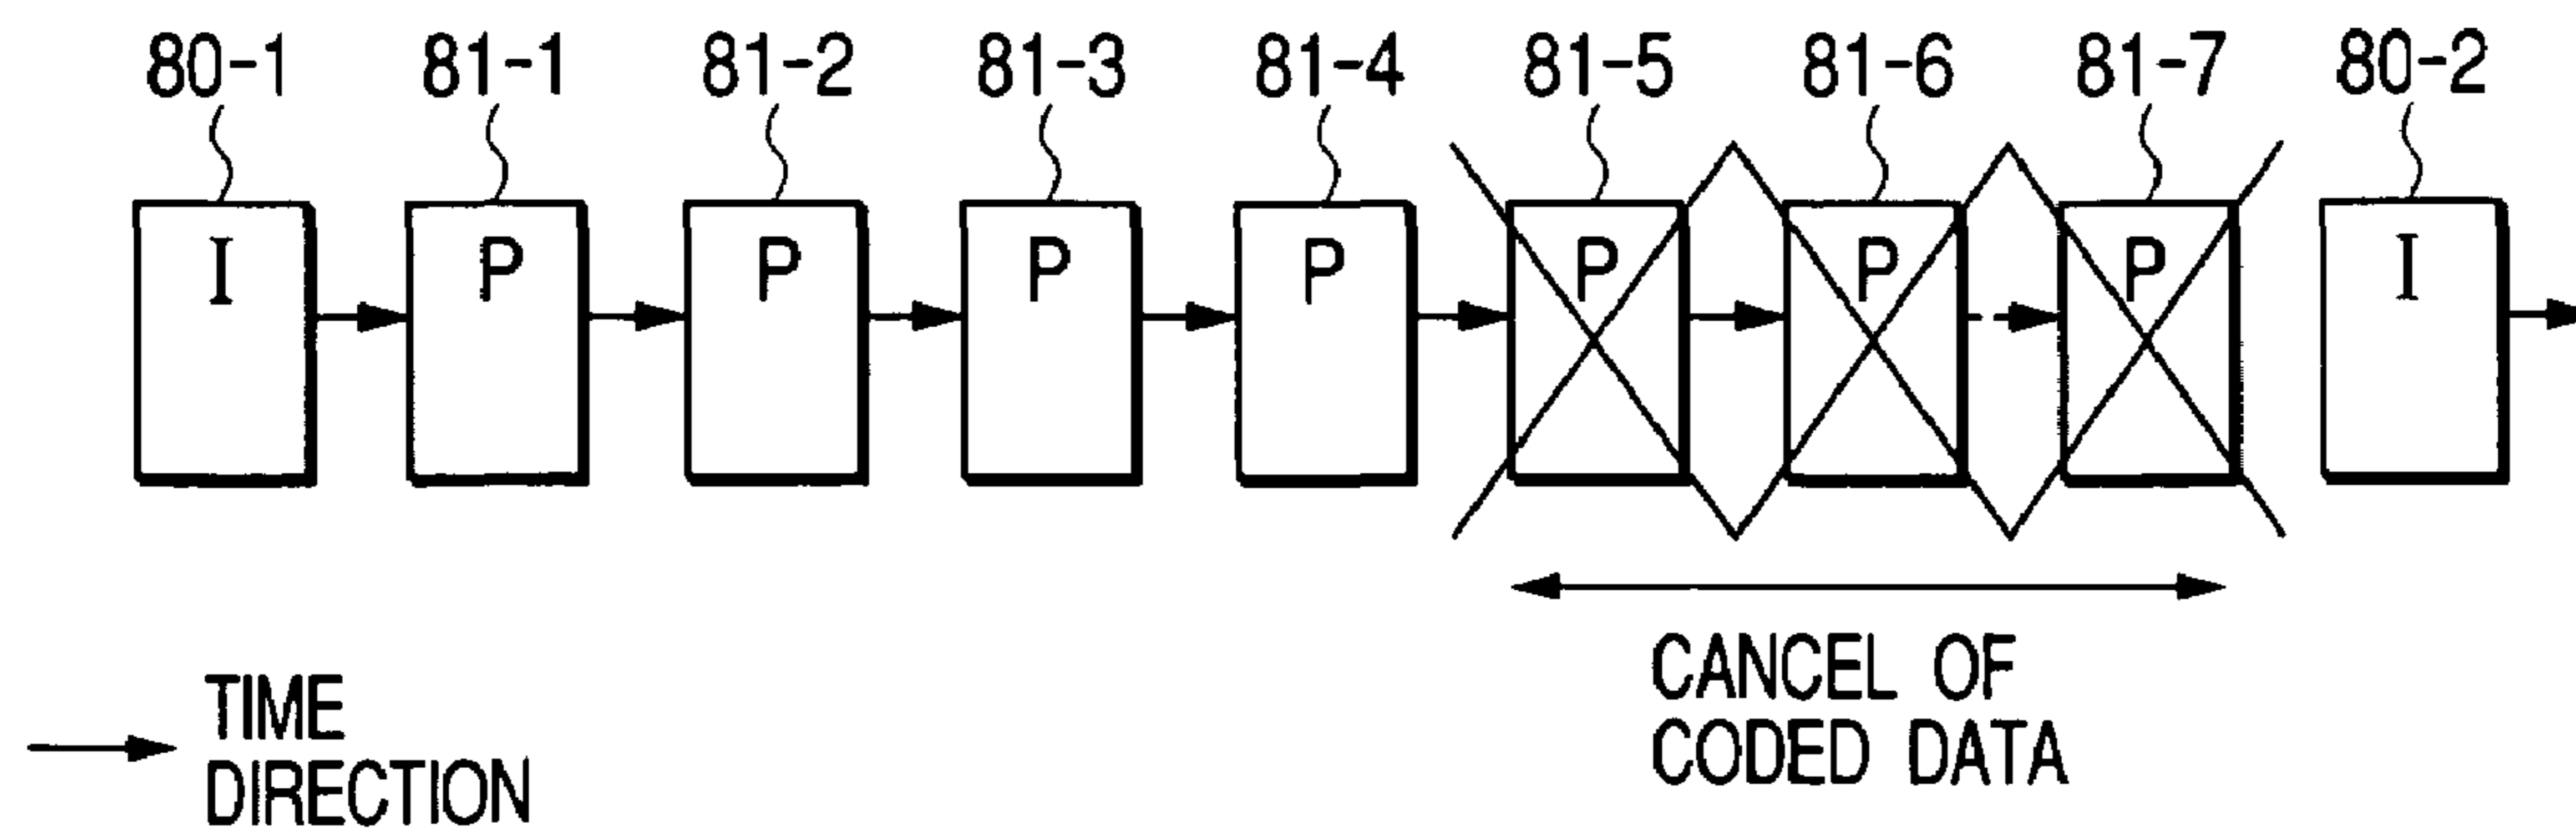 80-1 81-1 81-2 81-3 81-4 81-5 81-6 81-7 80-2
I P P P P P P P I
CANCEL OF
CODED DATA
TIME
DIRECTION